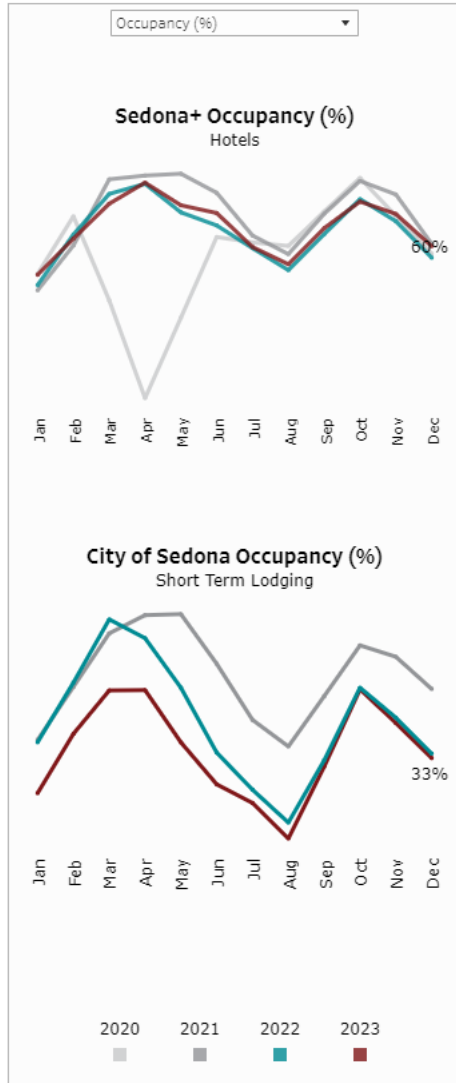 Occupancy (%)
Sedona+ Occupancy (%)
Hotels
60%
Jan
Feb
Mar
Apr
May
Jun
Jul
Aug
Sep
Oct
Nov
Dec
City of Sedona Occupancy (%)
Short Term Lodging
33%
Jan
Feb
Mar
Apr
May
Jun
Jul
Aug
Sep
Oct
Nov
Dec
2020 2021 2022 2023